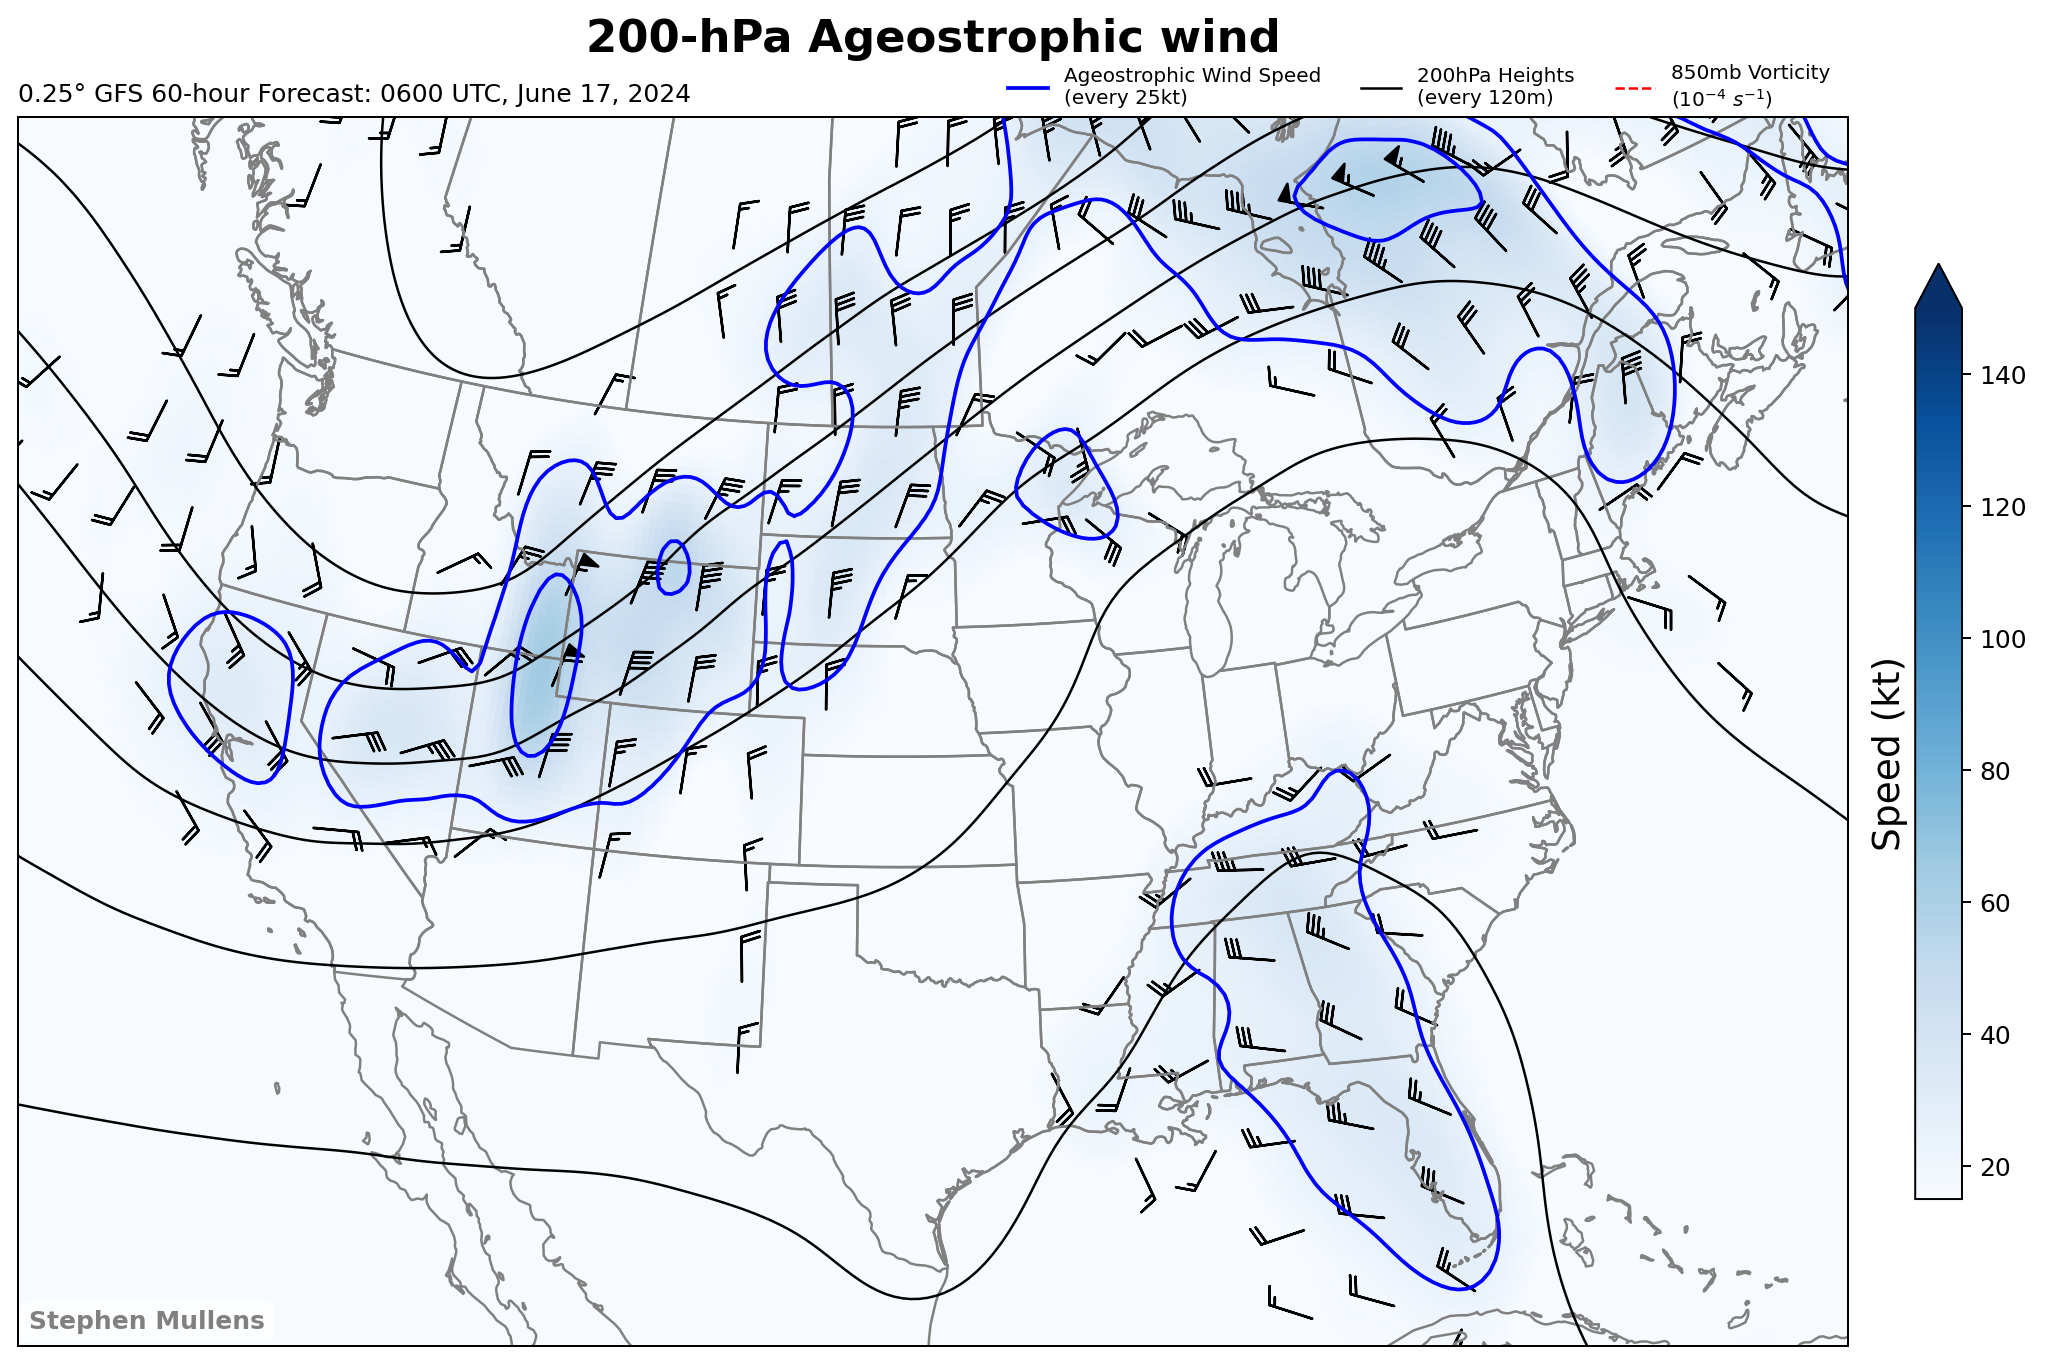 200-hPa Ageostrophic wind
0.25° GFS 60-hour Forecast: 0600 UTC, June 17, 2024
Ageostrophic Wind Speed
(every 25kt)
200hPa Heights
(every 120m)
850mb Vorticity
(10⁻⁴ s⁻¹)
140
120
100
80
60
40
20
Speed (kt)
Stephen Mullens